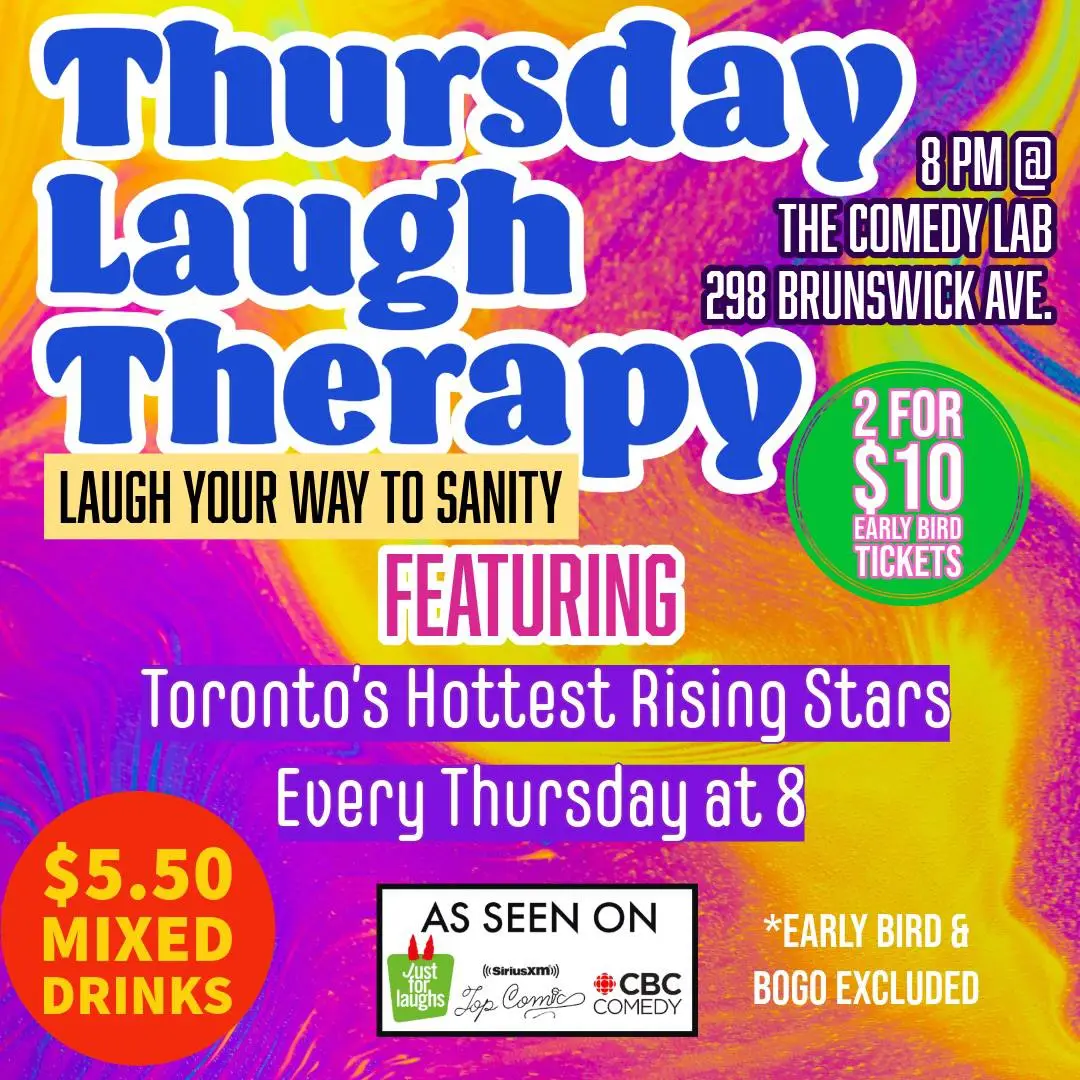 Thursday
Laugh
Therapy
8 PM @
THE COMEDY LAB
298 BRUNSWICK AVE.
2 FOR
$10
EARLY BIRD
TICKETS
LAUGH YOUR WAY TO SANITY
FEATURING
Toronto's Hottest Rising Stars
Every Thursday at 8
$5.50
MIXED
DRINKS
AS SEEN ON
Just
for
laughs
((SiriusXM))
Top Comic
CBC
COMEDY
*EARLY BIRD &
BOGO EXCLUDED